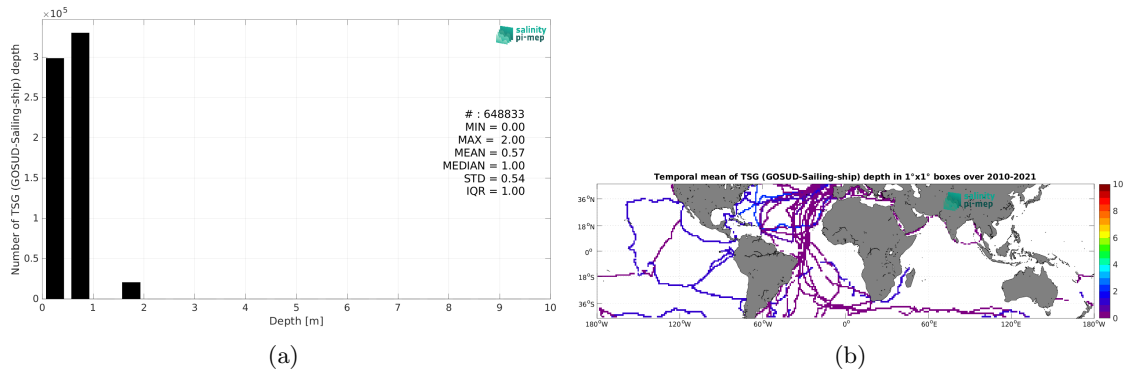 ×10⁵
3
2.5
2
1.5
1
0.5
0
Number of TSG (GOSUD-Sailing-ship) depth
salinity
pi-mep
# : 648833
MIN = 0.00
MAX = 2.00
MEAN = 0.57
MEDIAN = 1.00
STD = 0.54
IQR = 1.00
0 1 2 3 4 5 6 7 8 9 10
Depth [m]
(a)
Temporal mean of TSG (GOSUD-Sailing-ship) depth in 1°x1° boxes over 2010-2021
salinity
pi-mep
36°N
18°N
0°
18°S
36°S
180°W 120°W 60°W 0° 60°E 120°E 180°W
10
8
6
4
2
0
(b)